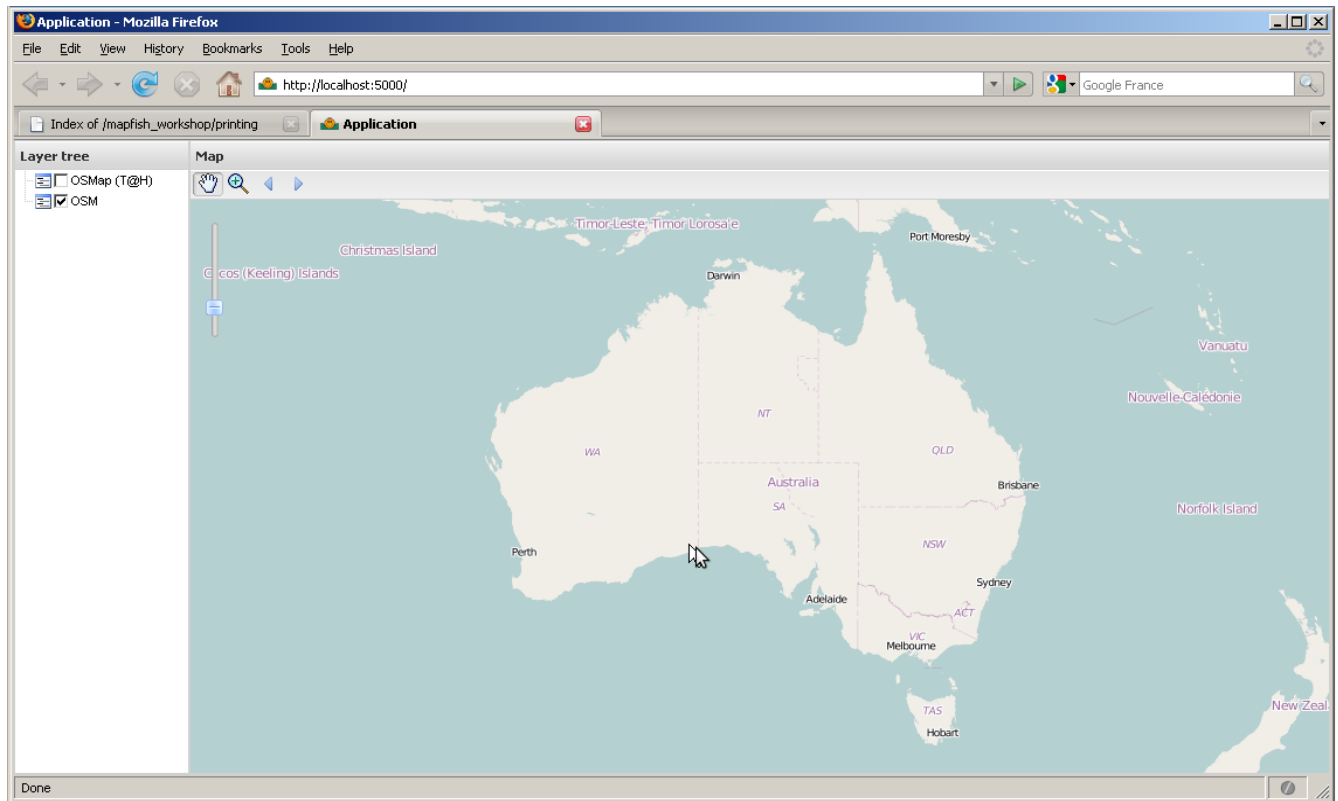 Application - Mozilla Firefox
File Edit View History Bookmarks Tools Help
http://localhost:5000/
Google France
Index of /mapfish_workshop/printing
Application
Layer tree
Map
OSMap (T@H)
OSM
Timor-Leste, Timor Lorosa'e
Port Moresby
Christmas Island
Cocos (Keeling) Islands
Darwin
Vanuatu
Nouvelle-Calédonie
NT
WA
QLD
Australia
Brisbane
SA
Norfolk Island
NSW
Perth
Sydney
Adelaide
ACT
VIC
Melbourne
New Zeal
TAS
Hobart
Done